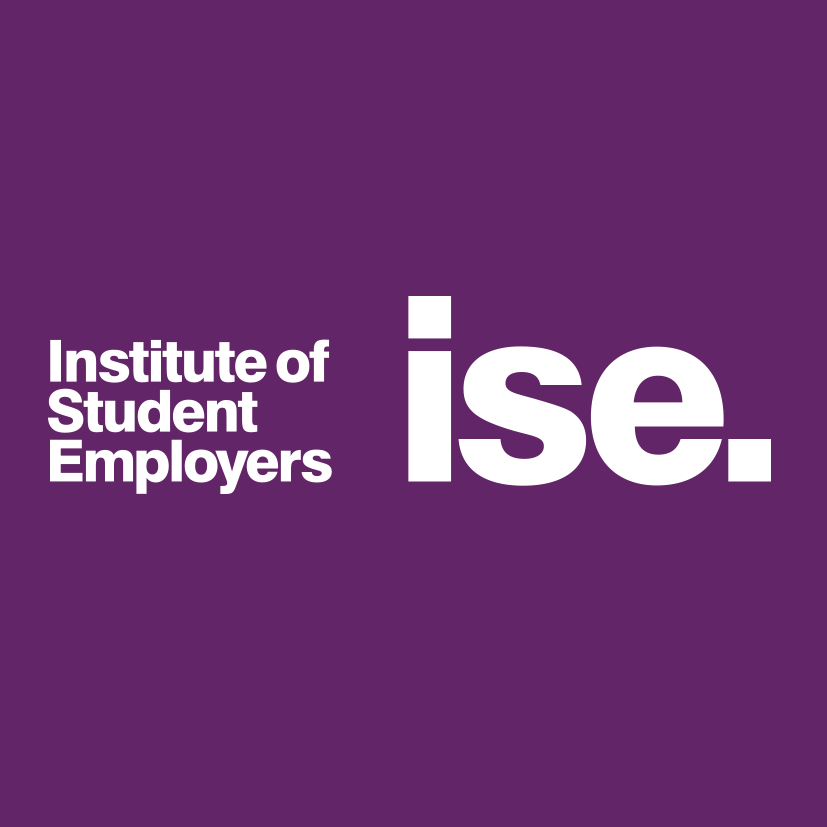 Institute of
Student
Employers
ise.